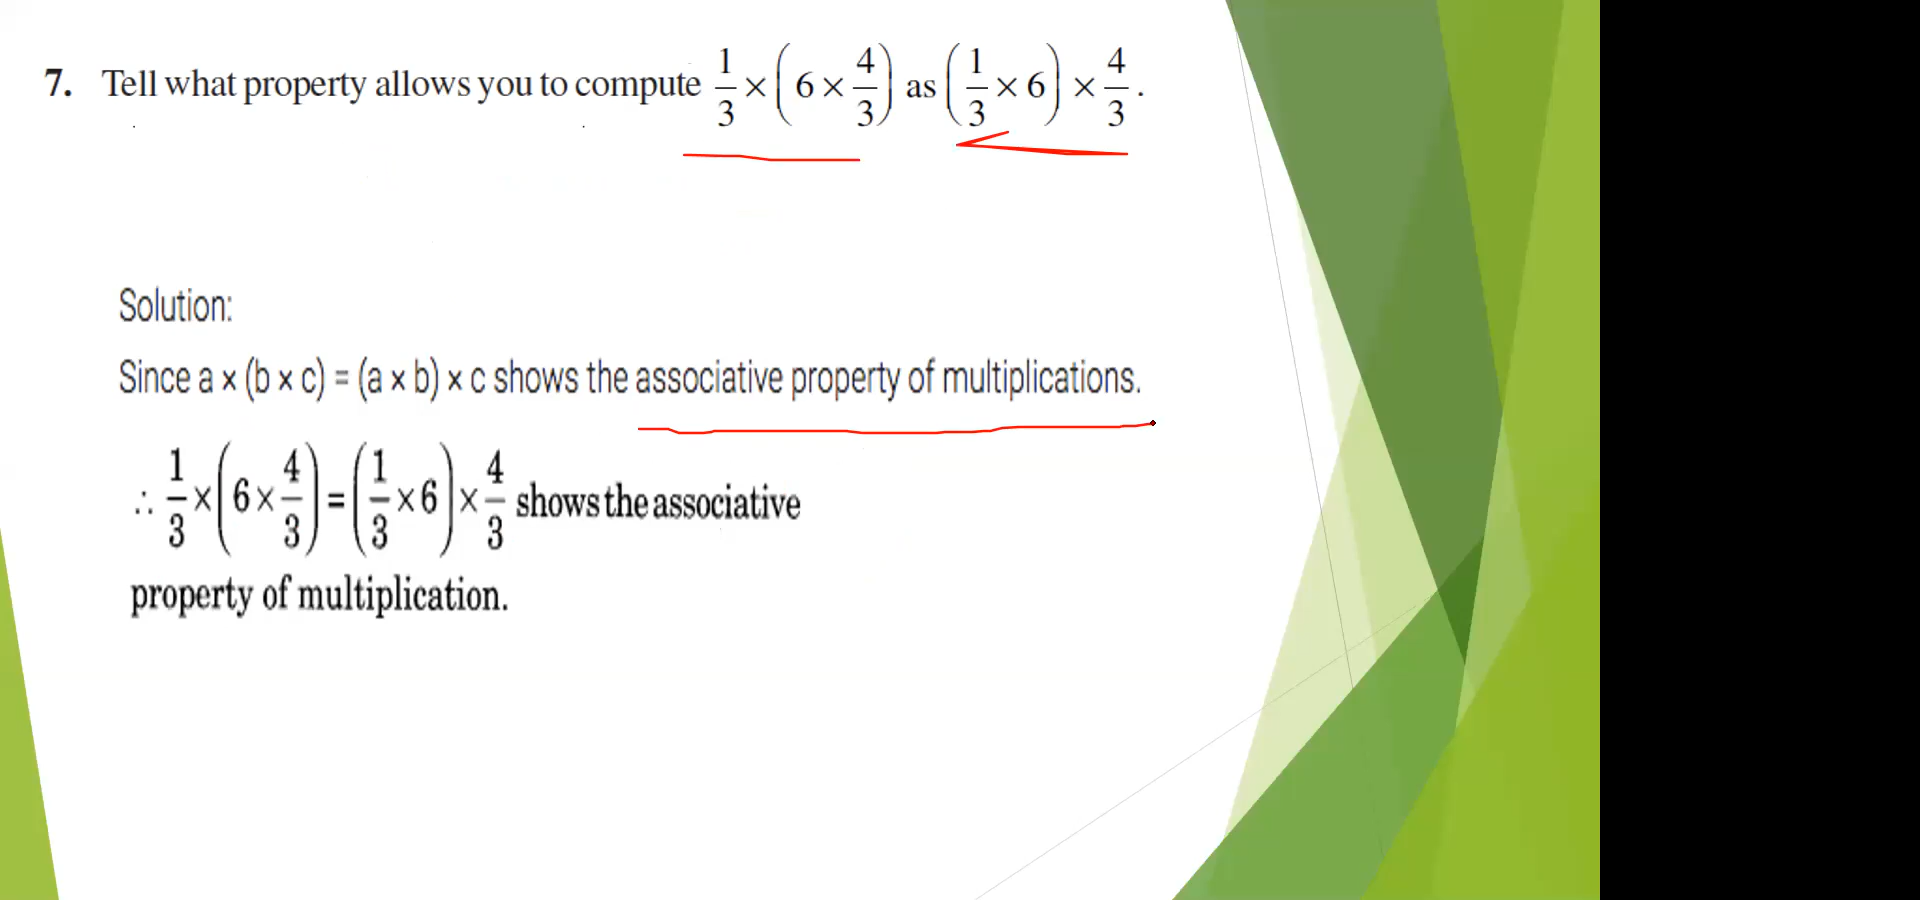 7. Tell what property allows you to compute 1/3 × (6 × 4/3) as (1/3 × 6) × 4/3.
Solution:
Since a × (b × c) = (a × b) × c shows the associative property of multiplications.
∴ 1/3 × (6 × 4/3) = (1/3 × 6) × 4/3 shows the associative
property of multiplication.